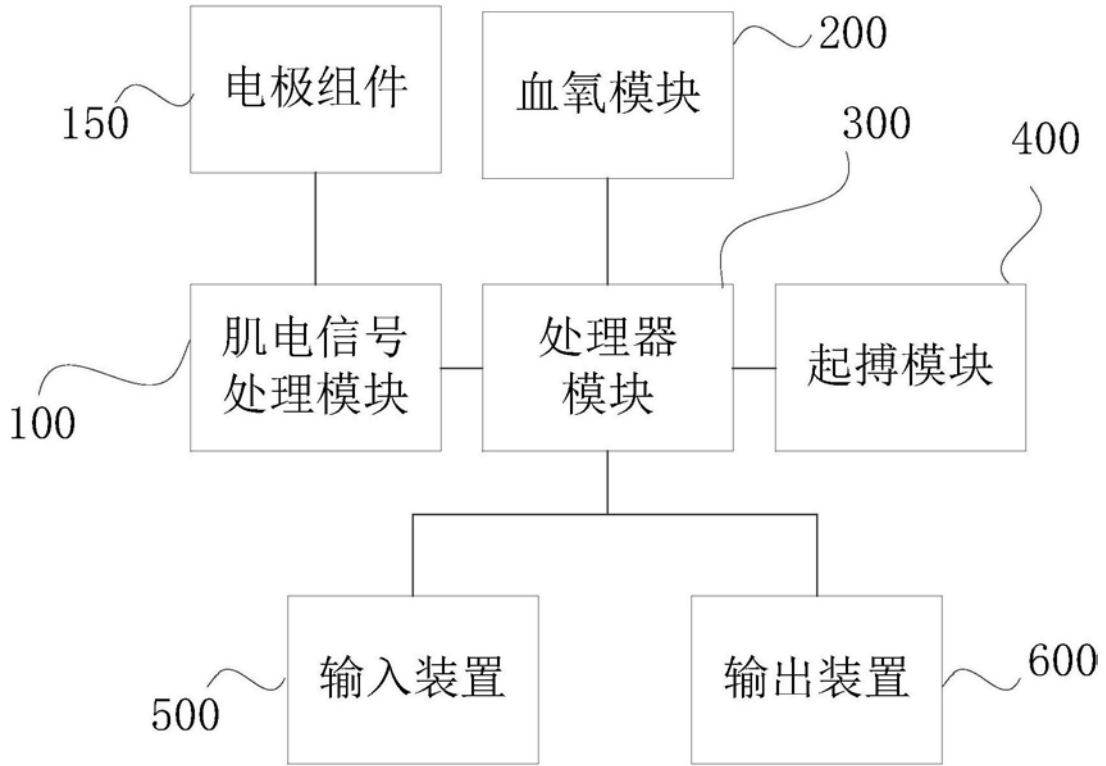 电极组件
150
血氧模块
200
300
400
肌电信号
处理模块
100
处理器
模块
起搏模块
输入装置
500
输出装置
600